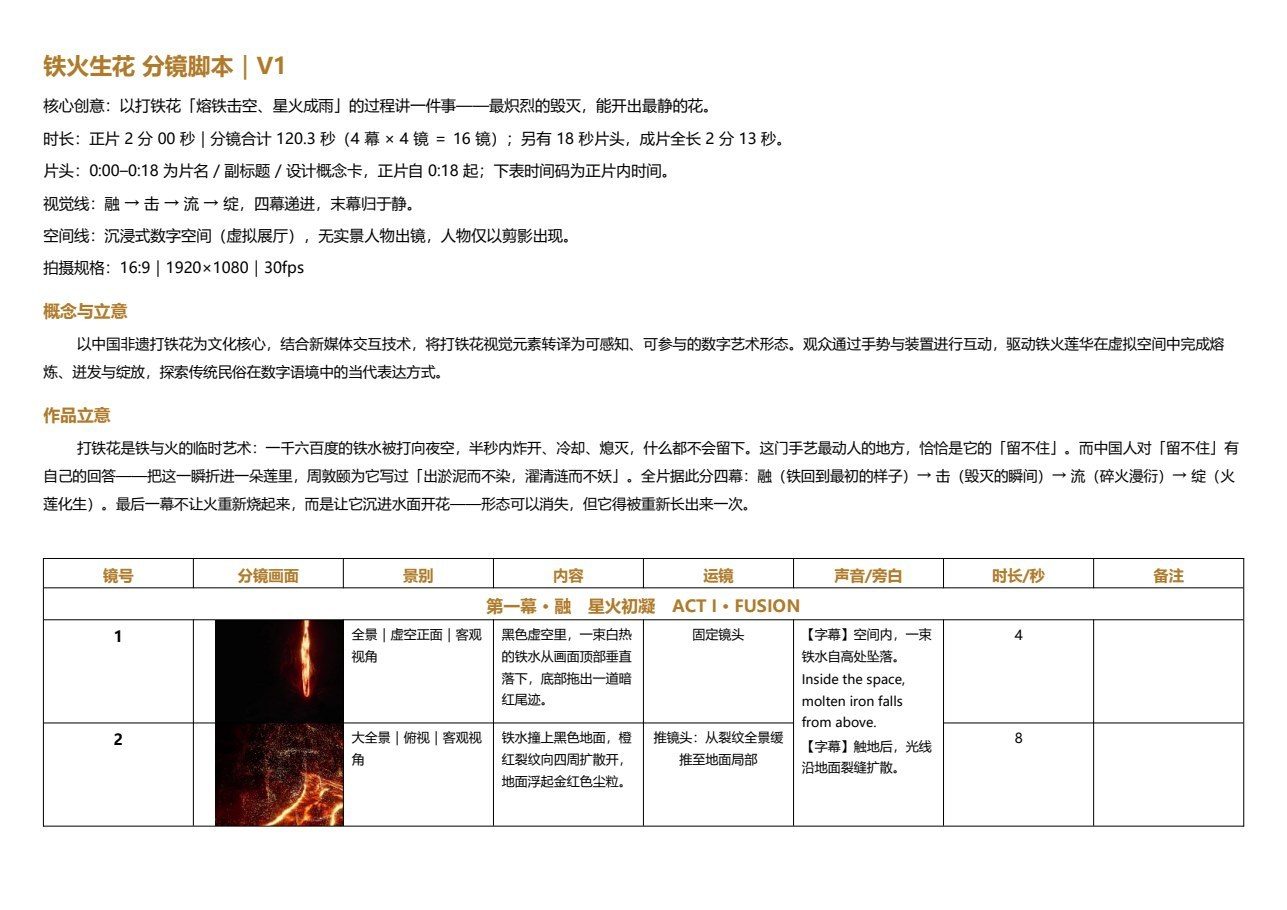 铁火生花 分镜脚本｜V1
核心创意：以打铁花「熔铁击空、星火成雨」的过程讲一件事——最炽烈的毁灭，能开出最静的花。
时长：正片 2 分 00 秒｜分镜合计 120.3 秒（4 幕 × 4 镜 ＝ 16 镜）；另有 18 秒片头，成片全长 2 分 13 秒。
片头：0:00–0:18 为片名 / 副标题 / 设计概念卡，正片自 0:18 起；下表时间码为正片内时间。
视觉线：融 → 击 → 流 → 绽，四幕递进，末幕归于静。
空间线：沉浸式数字空间（虚拟展厅），无实景人物出镜，人物仅以剪影出现。
拍摄规格：16:9｜1920×1080｜30fps
概念与立意
以中国非遗打铁花为文化核心，结合新媒体交互技术，将打铁花视觉元素转译为可感知、可参与的数字艺术形态。观众通过手势与装置进行互动，驱动铁火莲华在虚拟空间中完成熔
炼、迸发与绽放，探索传统民俗在数字语境中的当代表达方式。
作品立意
打铁花是铁与火的临时艺术：一千六百度的铁水被打向夜空，半秒内炸开、冷却、熄灭，什么都不会留下。这门手艺最动人的地方，恰恰是它的「留不住」。而中国人对「留不住」有
自己的回答——把这一瞬折进一朵莲里，周敦颐为它写过「出淤泥而不染，濯清涟而不妖」。全片据此分四幕：融（铁回到最初的样子）→ 击（毁灭的瞬间）→ 流（碎火漫衍）→ 绽（火
莲化生）。最后一幕不让火重新烧起来，而是让它沉进水面开花——形态可以消失，但它得被重新长出来一次。
镜号 分镜画面 景别 内容 运镜 声音/旁白 时长/秒 备注
第一幕·融 星火初凝 ACT I·FUSION
1
全景｜虚空正面｜客观
视角
黑色虚空里，一束白热
的铁水从画面顶部垂直
落下，底部拖出一道暗
红尾迹。
固定镜头
【字幕】空间内，一束
铁水自高处坠落。
Inside the space,
molten iron falls
from above.
【字幕】触地后，光线
沿地面裂缝扩散。
4
2
大全景｜俯视｜客观视
角
铁水撞上黑色地面，橙
红裂纹向四周扩散开，
地面浮起金红色尘粒。
推镜头：从裂纹全景缓
推至地面局部
8